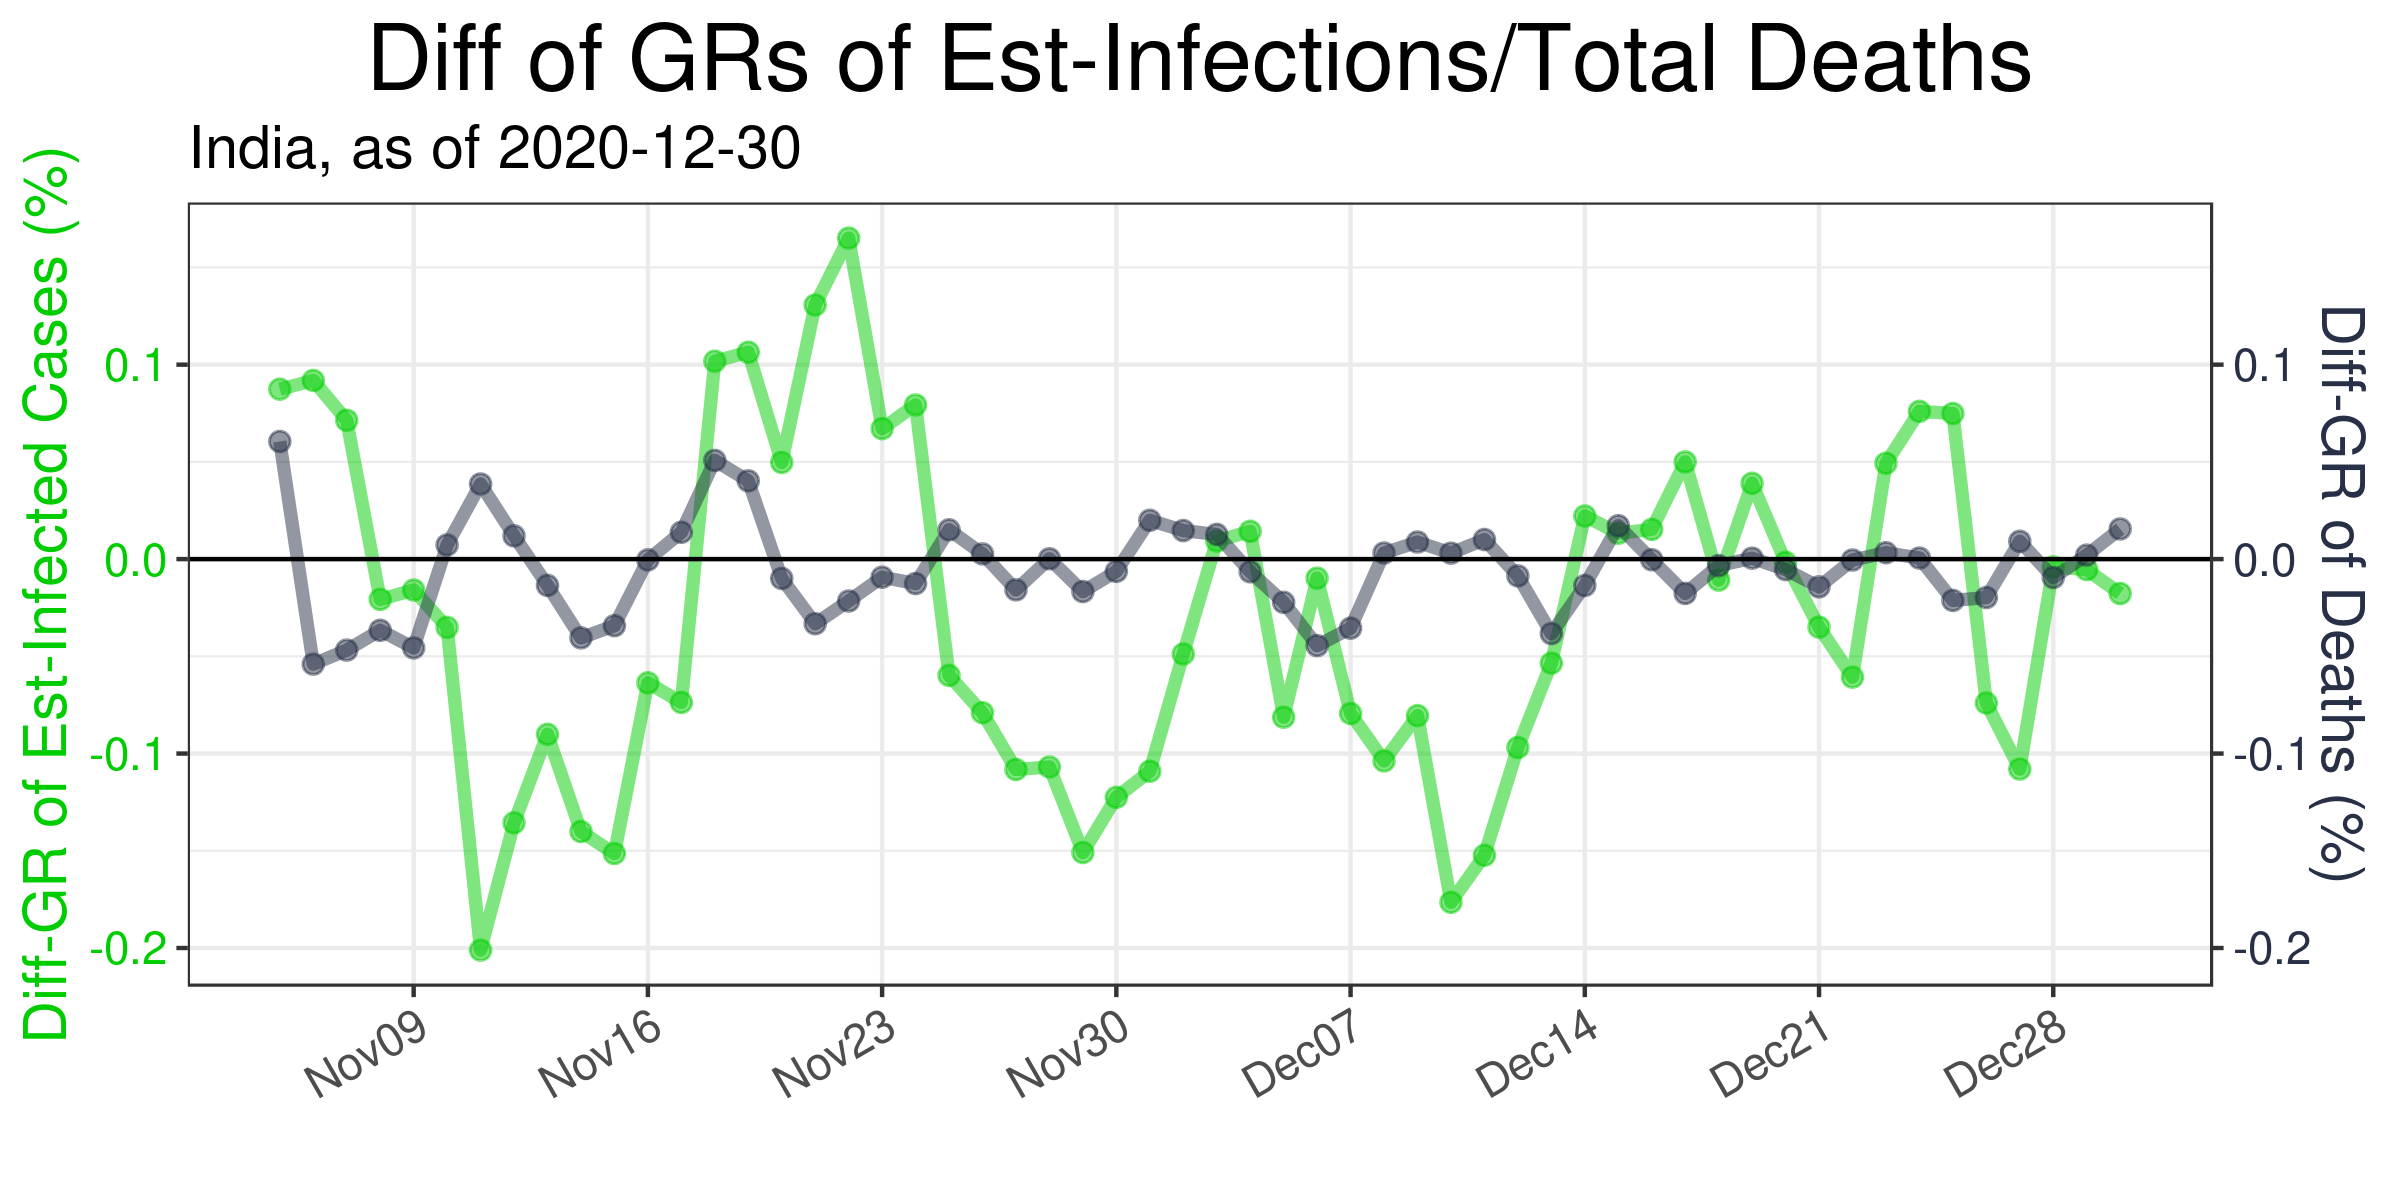 Diff of GRs of Est-Infections/Total Deaths
India, as of 2020-12-30
Diff-GR of Est-Infected Cases (%)
0.1
0.0
-0.1
-0.2
0.1
0.0
-0.1
-0.2
Diff-GR of Deaths (%)
Nov09
Nov16
Nov23
Nov30
Dec07
Dec14
Dec21
Dec28